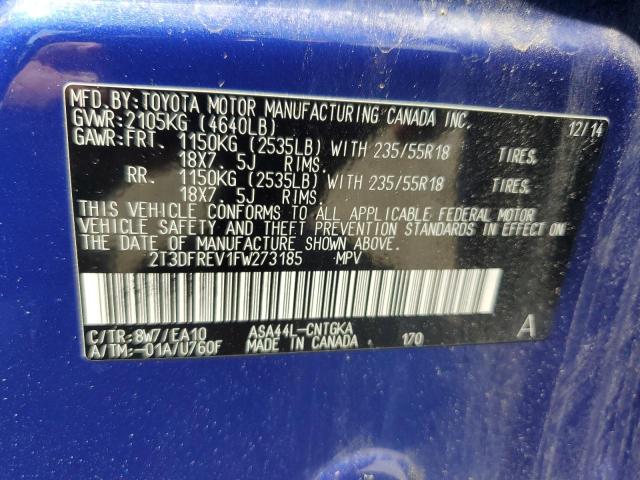 MFD.BY:TOYOTA MOTOR MANUFACTURING CANADA INC. 12/14
GVWR:2105KG (4640LB)
GAWR:FRT. 1150KG (2535LB) WITH 235/55R18 TIRES,
18X7.5J RIMS.
RR. 1150KG (2535LB) WITH 235/55R18 TIRES,
18X7.5J RIMS.
THIS VEHICLE CONFORMS TO ALL APPLICABLE FEDERAL MOTOR
VEHICLE SAFETY AND THEFT PREVENTION STANDARDS IN EFFECT ON
THE DATE OF MANUFACTURE SHOWN ABOVE.
2T3DFREV1FW273185 MPV
C/TR:8W7/EA10 ASA44L-CNTGKA A
A/TM:-01A/U760F MADE IN CANADA 170